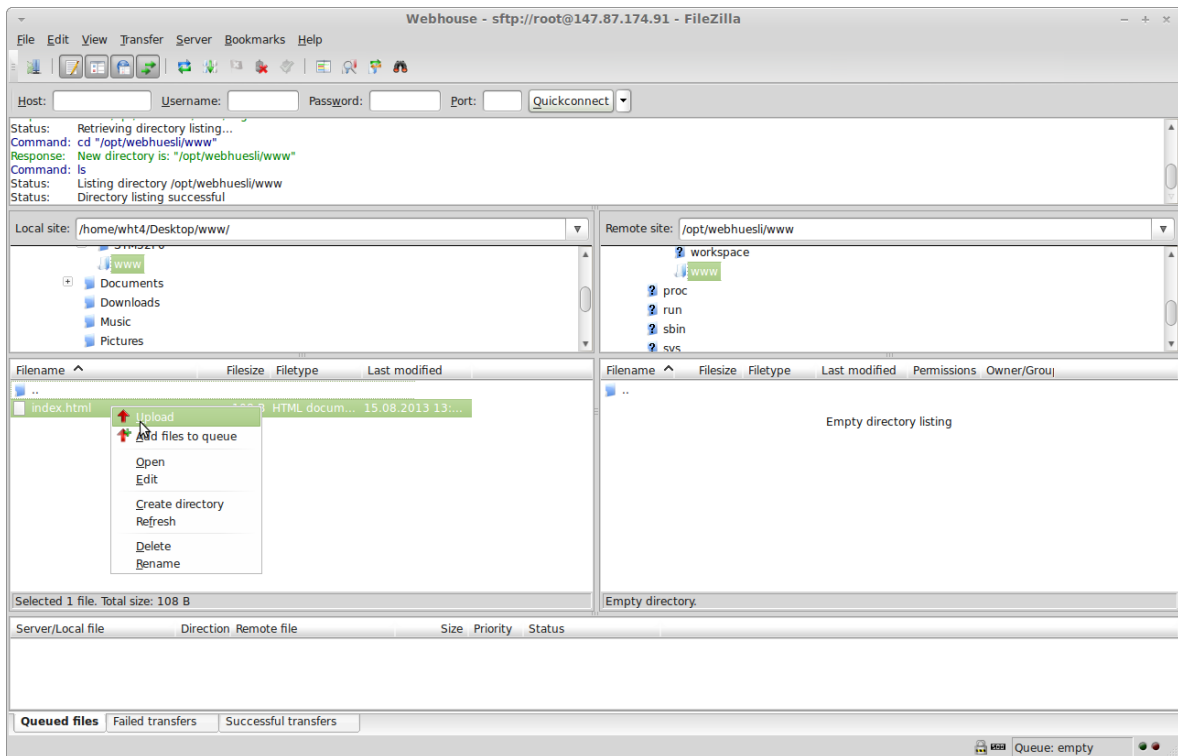 Webhouse - sftp://root@147.87.174.91 - FileZilla
File Edit View Transfer Server Bookmarks Help
Host: Username: Password: Port: Quickconnect
Status: Retrieving directory listing...
Command: cd "/opt/webhuesli/www"
Response: New directory is: "/opt/webhuesli/www"
Command: ls
Status: Listing directory /opt/webhuesli/www
Status: Directory listing successful
Local site: /home/wht4/Desktop/www/
www
Documents
Downloads
Music
Pictures
Remote site: /opt/webhuesli/www
workspace
www
proc
run
sbin
sys
Filename Filesize Filetype Last modified
..
index.html HTML docum... 15.08.2013 13:...
Upload
Add files to queue
Open
Edit
Create directory
Refresh
Delete
Rename
Selected 1 file. Total size: 108 B
Filename Filesize Filetype Last modified Permissions Owner/Grou
..
Empty directory listing
Empty directory.
Server/Local file Direction Remote file Size Priority Status
Queued files Failed transfers Successful transfers
Queue: empty